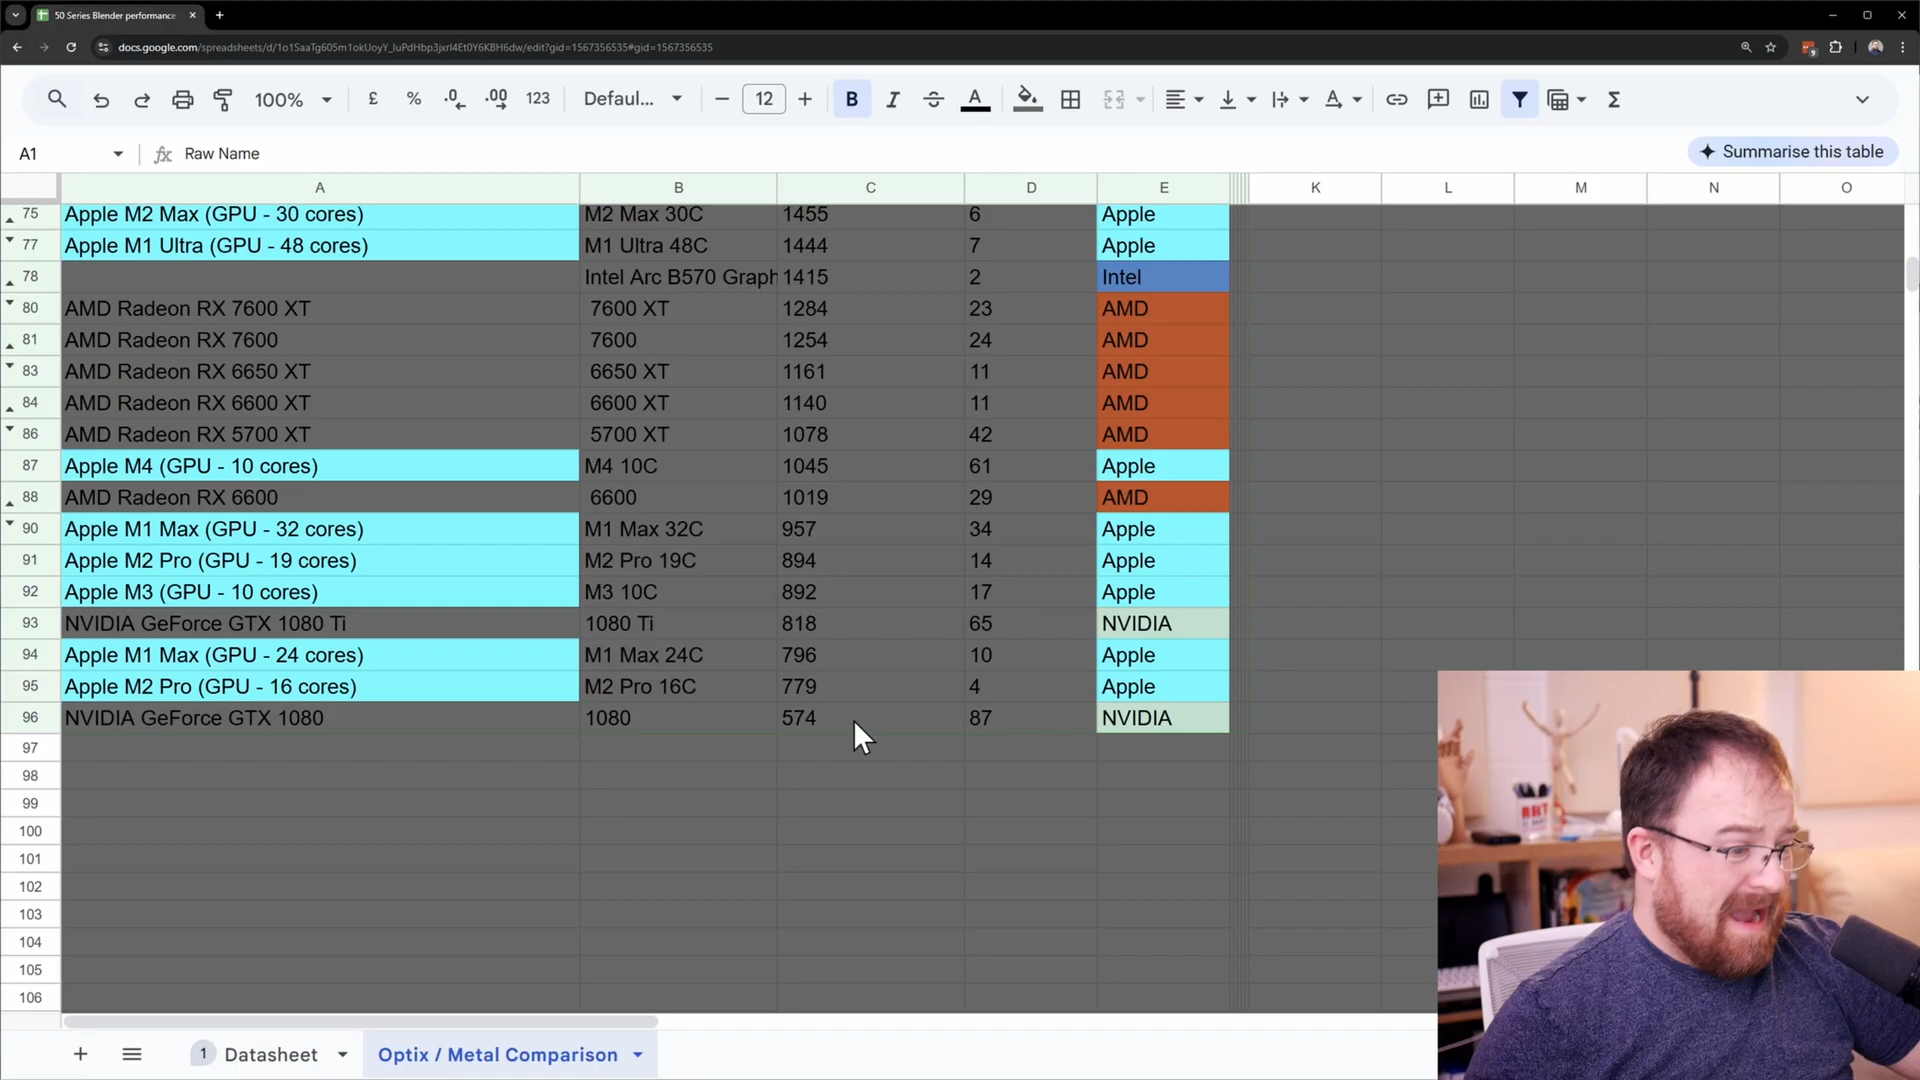 50 Series Blender performance
docs.google.com/spreadsheets/d/1o1SaaTg605m1okUoyY_luPdHbp3jxrl4Et0Y6KBH6dw/edit?gid=1567356535#gid=1567356535
100% £ % .0 .00 123 Defaul... 12 B I A A Σ
A1 fx Raw Name Summarise this table
A B C D E K L M N O
75 Apple M2 Max (GPU - 30 cores) M2 Max 30C 1455 6 Apple
77 Apple M1 Ultra (GPU - 48 cores) M1 Ultra 48C 1444 7 Apple
78 Intel Arc B570 Graph 1415 2 Intel
80 AMD Radeon RX 7600 XT 7600 XT 1284 23 AMD
81 AMD Radeon RX 7600 7600 1254 24 AMD
83 AMD Radeon RX 6650 XT 6650 XT 1161 11 AMD
84 AMD Radeon RX 6600 XT 6600 XT 1140 11 AMD
86 AMD Radeon RX 5700 XT 5700 XT 1078 42 AMD
87 Apple M4 (GPU - 10 cores) M4 10C 1045 61 Apple
88 AMD Radeon RX 6600 6600 1019 29 AMD
90 Apple M1 Max (GPU - 32 cores) M1 Max 32C 957 34 Apple
91 Apple M2 Pro (GPU - 19 cores) M2 Pro 19C 894 14 Apple
92 Apple M3 (GPU - 10 cores) M3 10C 892 17 Apple
93 NVIDIA GeForce GTX 1080 Ti 1080 Ti 818 65 NVIDIA
94 Apple M1 Max (GPU - 24 cores) M1 Max 24C 796 10 Apple
95 Apple M2 Pro (GPU - 16 cores) M2 Pro 16C 779 4 Apple
96 NVIDIA GeForce GTX 1080 1080 574 87 NVIDIA
97
98
99
100
101
102
103
104
105
106
1 Datasheet Optix / Metal Comparison